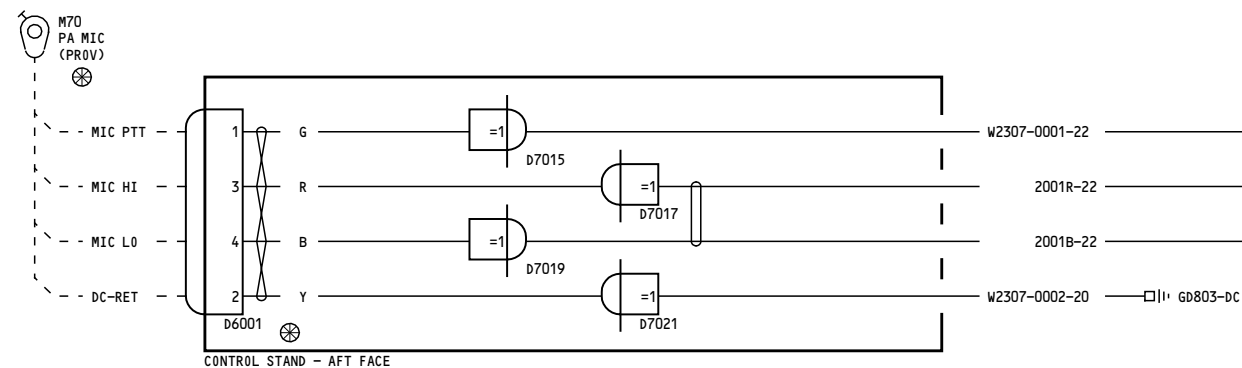 M70
PA MIC
(PROV)
MIC PTT 1 G =1 D7015 W2307-0001-22
MIC HI 3 R =1 D7017 2001R-22
MIC LO 4 B =1 D7019 2001B-22
DC-RET 2 Y =1 D7021 W2307-0002-20 GD803-DC
D6001
CONTROL STAND – AFT FACE